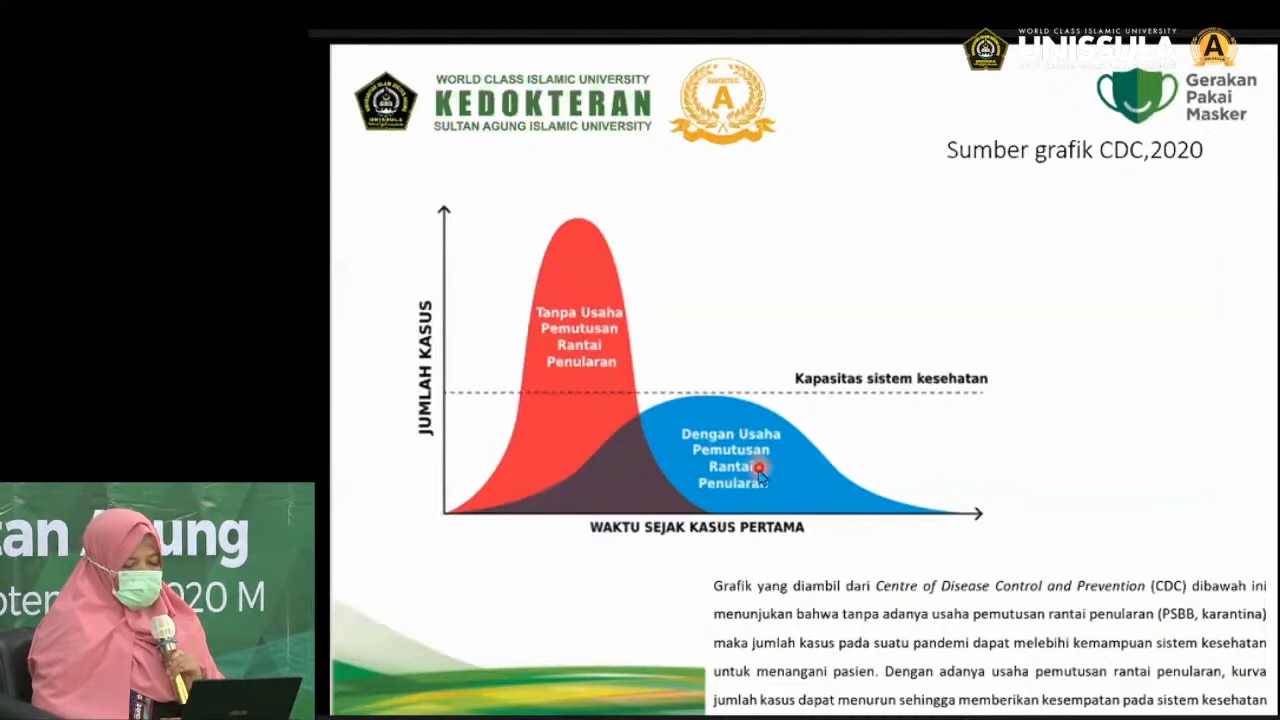 WORLD CLASS ISLAMIC UNIVERSITY
UNISSULA
A
WORLD CLASS ISLAMIC UNIVERSITY
KEDOKTERAN
SULTAN AGUNG ISLAMIC UNIVERSITY
A
Gerakan
Pakai
Masker
Sumber grafik CDC,2020
JUMLAH KASUS
Tanpa Usaha
Pemutusan
Rantai
Penularan
Kapasitas sistem kesehatan
Dengan Usaha
Pemutusan
Rantai
Penularan
WAKTU SEJAK KASUS PERTAMA
Grafik yang diambil dari Centre of Disease Control and Prevention (CDC) dibawah ini
menunjukan bahwa tanpa adanya usaha pemutusan rantai penularan (PSBB, karantina)
maka jumlah kasus pada suatu pandemi dapat melebihi kemampuan sistem kesehatan
untuk menangani pasien. Dengan adanya usaha pemutusan rantai penularan, kurva
jumlah kasus dapat menurun sehingga memberikan kesempatan pada sistem kesehatan
tan Agung
2020 M